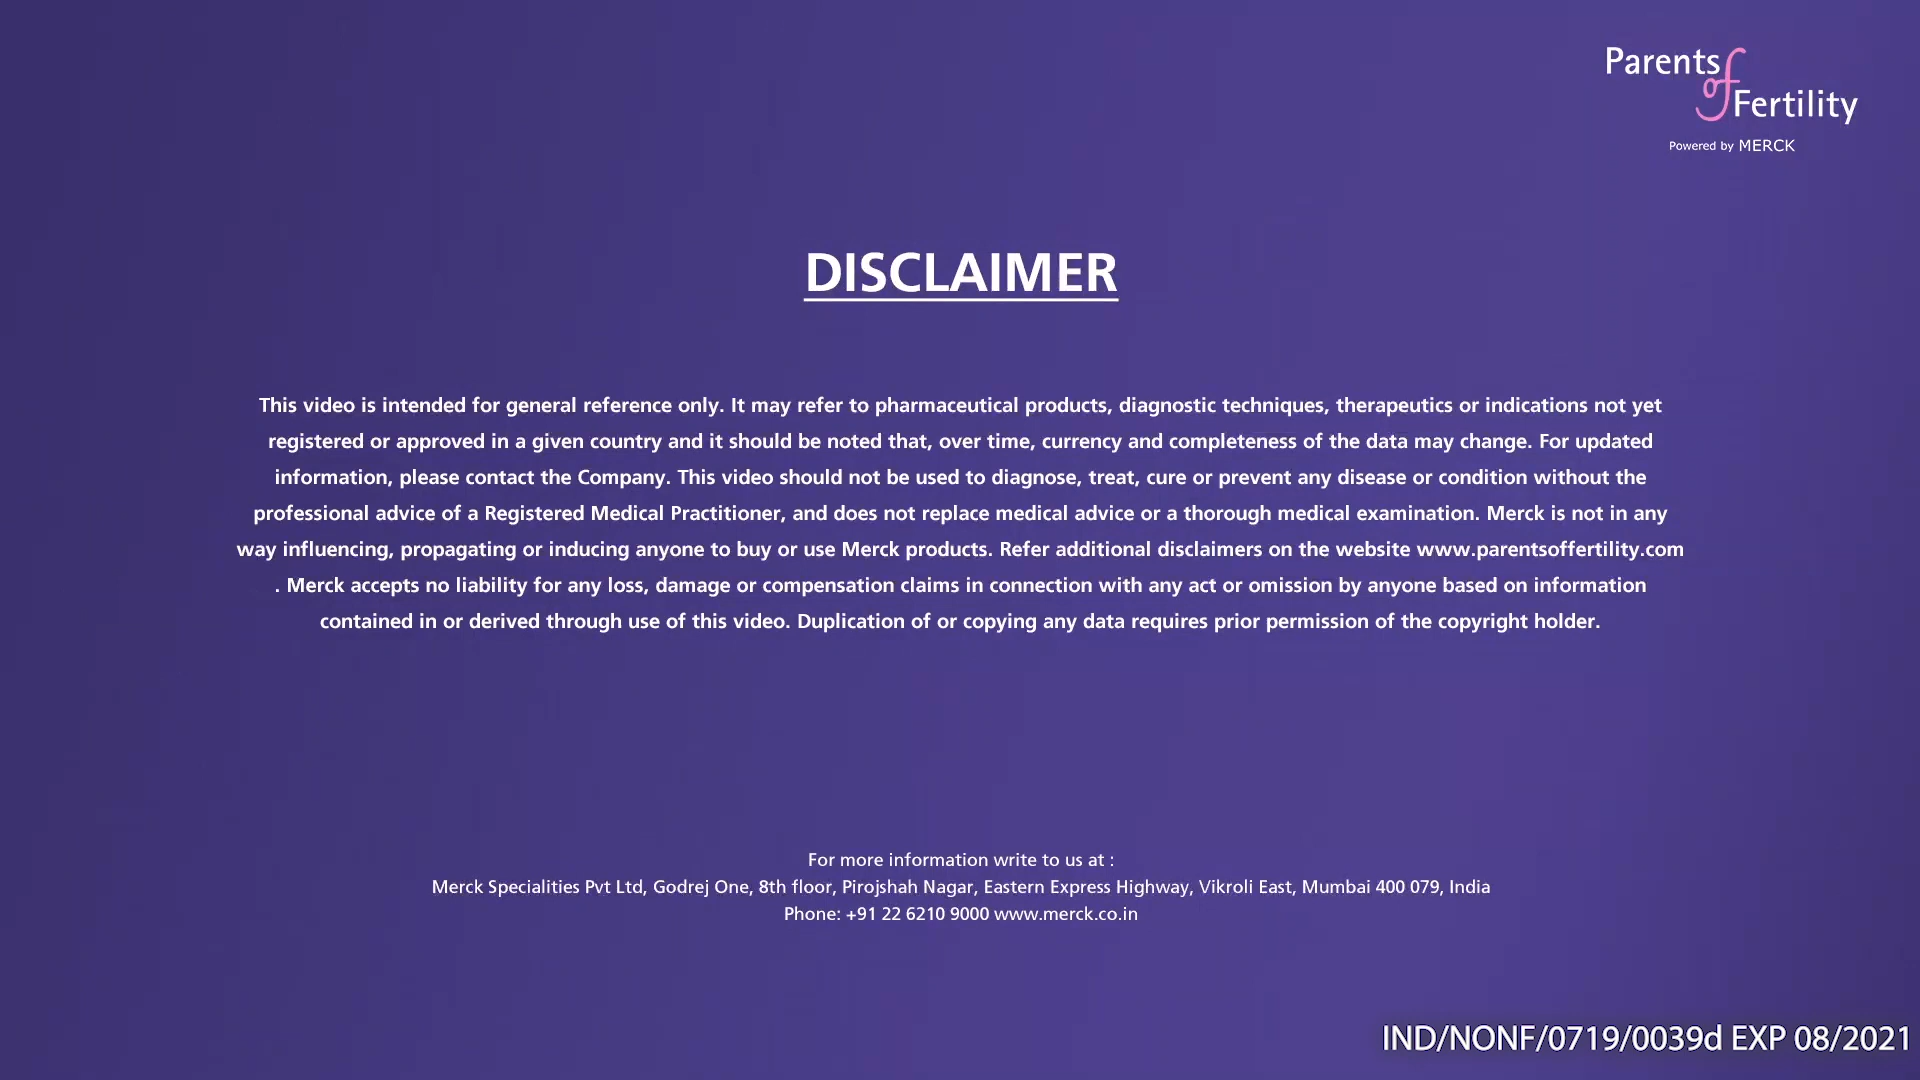 Parents
of
Fertility
Powered by MERCK
DISCLAIMER
This video is intended for general reference only. It may refer to pharmaceutical products, diagnostic techniques, therapeutics or indications not yet
registered or approved in a given country and it should be noted that, over time, currency and completeness of the data may change. For updated
information, please contact the Company. This video should not be used to diagnose, treat, cure or prevent any disease or condition without the
professional advice of a Registered Medical Practitioner, and does not replace medical advice or a thorough medical examination. Merck is not in any
way influencing, propagating or inducing anyone to buy or use Merck products. Refer additional disclaimers on the website www.parentsoffertility.com
. Merck accepts no liability for any loss, damage or compensation claims in connection with any act or omission by anyone based on information
contained in or derived through use of this video. Duplication of or copying any data requires prior permission of the copyright holder.
For more information write to us at :
Merck Specialities Pvt Ltd, Godrej One, 8th floor, Pirojshah Nagar, Eastern Express Highway, Vikroli East, Mumbai 400 079, India
Phone: +91 22 6210 9000 www.merck.co.in
IND/NONF/0719/0039d EXP 08/2021